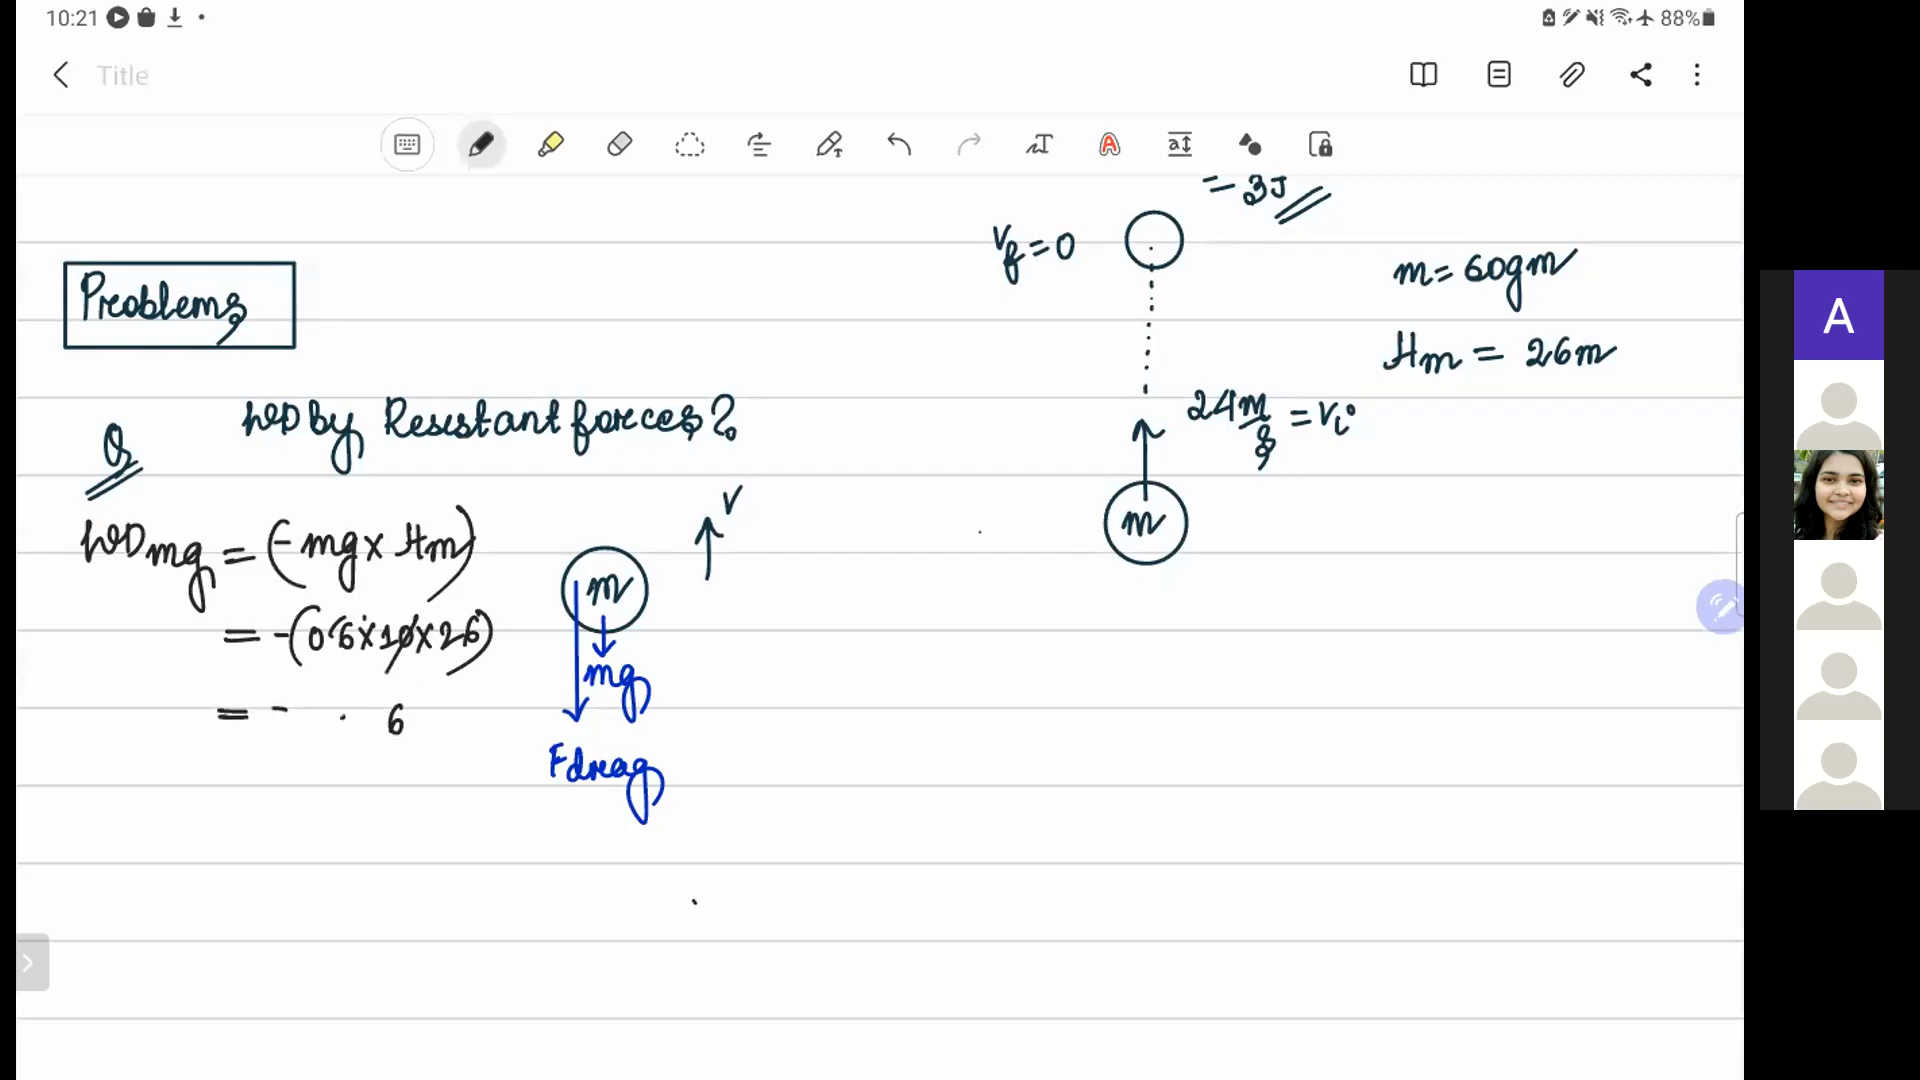 10:21
88%
Title
= 3J
Problems
Vf = 0
m = 60gm
Hm = 26m
WD by Resistant forces?
Q
24 m/s = Vi
V
m
WDmg = (-mg x Hm)
m
= -(0.6 x 10 x 26)
mg
= - . 6
Fdrag
A